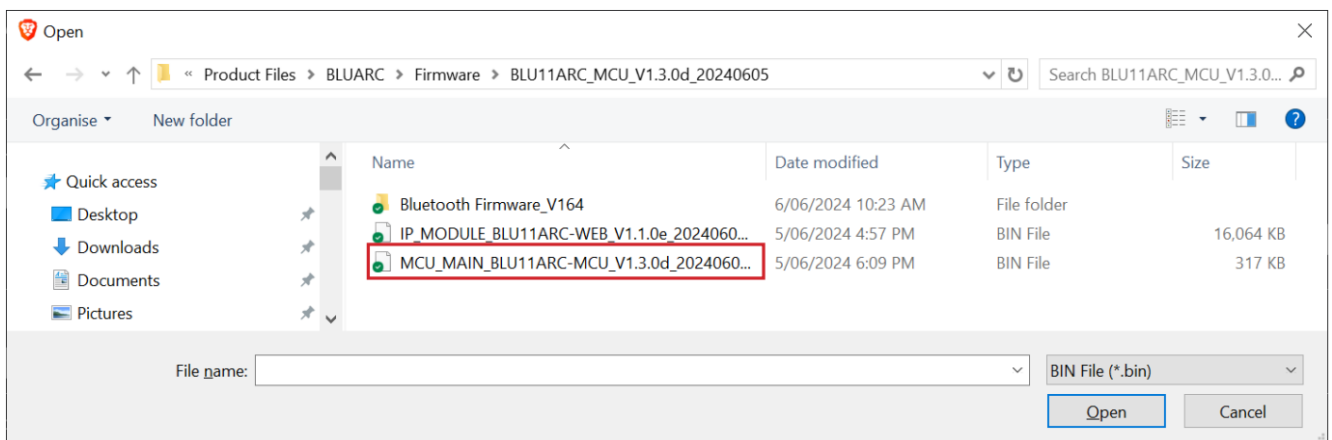 Open
« Product Files > BLUARC > Firmware > BLU11ARC_MCU_V1.3.0d_20240605 Search BLU11ARC_MCU_V1.3.0...
Organise New folder
Name Date modified Type Size
Quick access
Desktop
Downloads
Documents
Pictures
Bluetooth Firmware_V164 6/06/2024 10:23 AM File folder
IP_MODULE_BLU11ARC-WEB_V1.1.0e_2024060... 5/06/2024 4:57 PM BIN File 16,064 KB
MCU_MAIN_BLU11ARC-MCU_V1.3.0d_2024060... 5/06/2024 6:09 PM BIN File 317 KB
File name: BIN File (*.bin)
Open Cancel